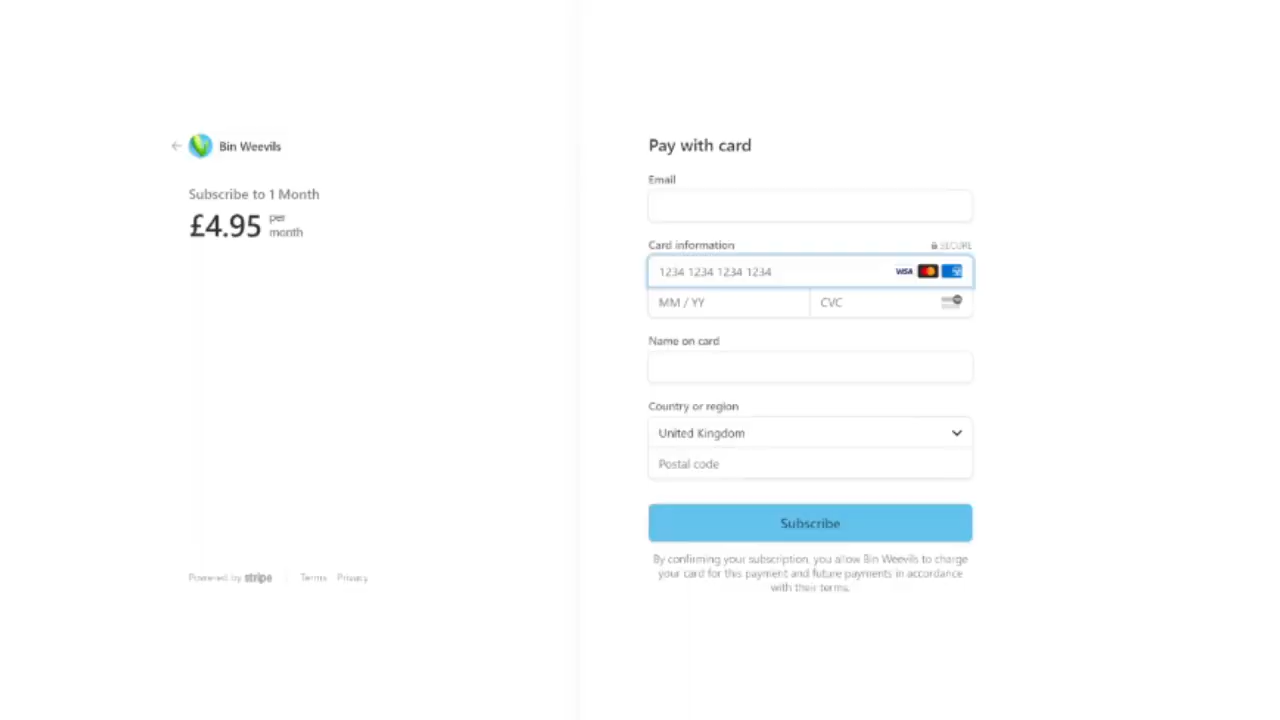 Bin Weevils
Subscribe to 1 Month
£4.95 per month
Powered by stripe
Terms Privacy
Pay with card
Email
Card information
SECURE
1234 1234 1234 1234
VISA
MM / YY
CVC
Name on card
Country or region
United Kingdom
Postal code
Subscribe
By confirming your subscription, you allow Bin Weevils to charge
your card for this payment and future payments in accordance
with their terms.